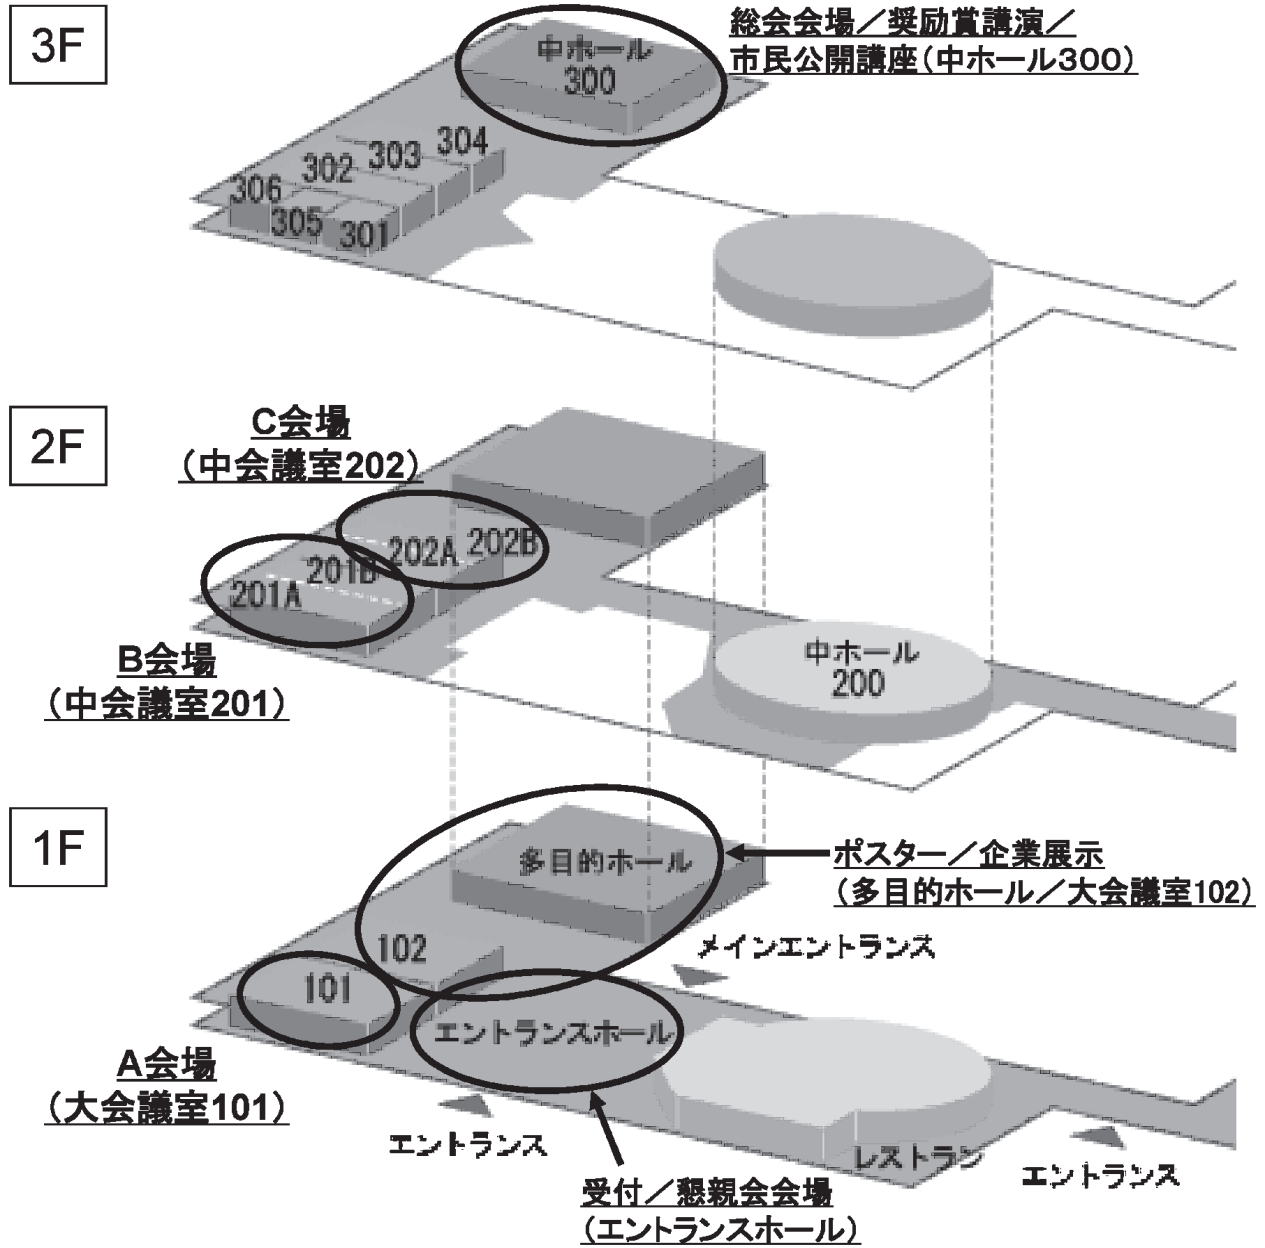 3F
総会会場／奨励賞講演／
市民公開講座（中ホール300）
中ホール
300
304
303
302
306
305
301
2F
C会場
（中会議室202）
202B
202A
201B
201A
B会場
（中会議室201）
中ホール
200
1F
多目的ホール
ポスター／企業展示
（多目的ホール／大会議室102）
102
メインエントランス
101
エントランスホール
A会場
（大会議室101）
エントランス
レストラン
エントランス
受付／懇親会会場
（エントランスホール）